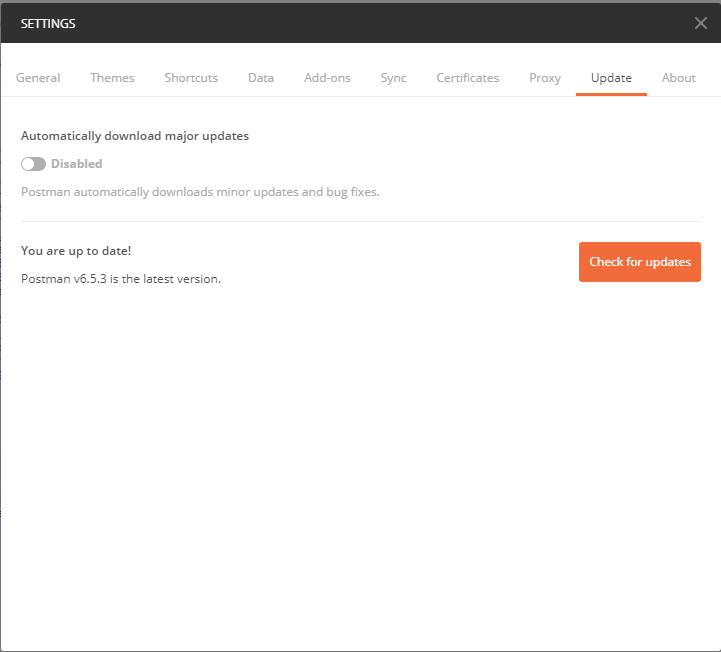 SETTINGS
General Themes Shortcuts Data Add-ons Sync Certificates Proxy Update About
Automatically download major updates
Disabled
Postman automatically downloads minor updates and bug fixes.
You are up to date!
Check for updates
Postman v6.5.3 is the latest version.